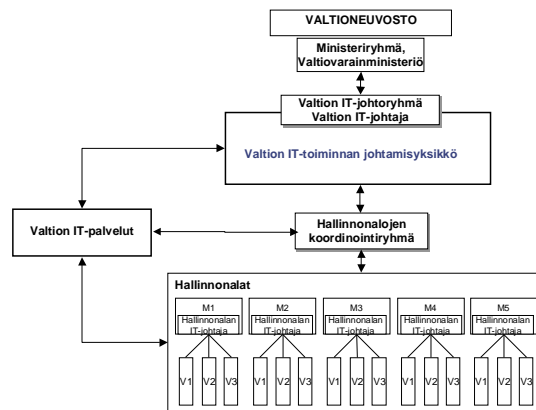 VALTIONEUVOSTO
Ministeriryhmä,
Valtiovarainministeriö
Valtion IT-johtoryhmä
Valtion IT-johtaja
Valtion IT-toiminnan johtamisyksikkö
Valtion IT-palvelut
Hallinnonalojen
koordinointiryhmä
Hallinnonalat
M1 M2 M3 M4 M5
Hallinnonalan Hallinnonalan Hallinnonalan Hallinnonalan Hallinnonalan
IT-johtaja IT-johtaja IT-johtaja IT-johtaja IT-johtaja
V1 V2 V3 V1 V2 V3 V1 V2 V3 V1 V2 V3 V1 V2 V3